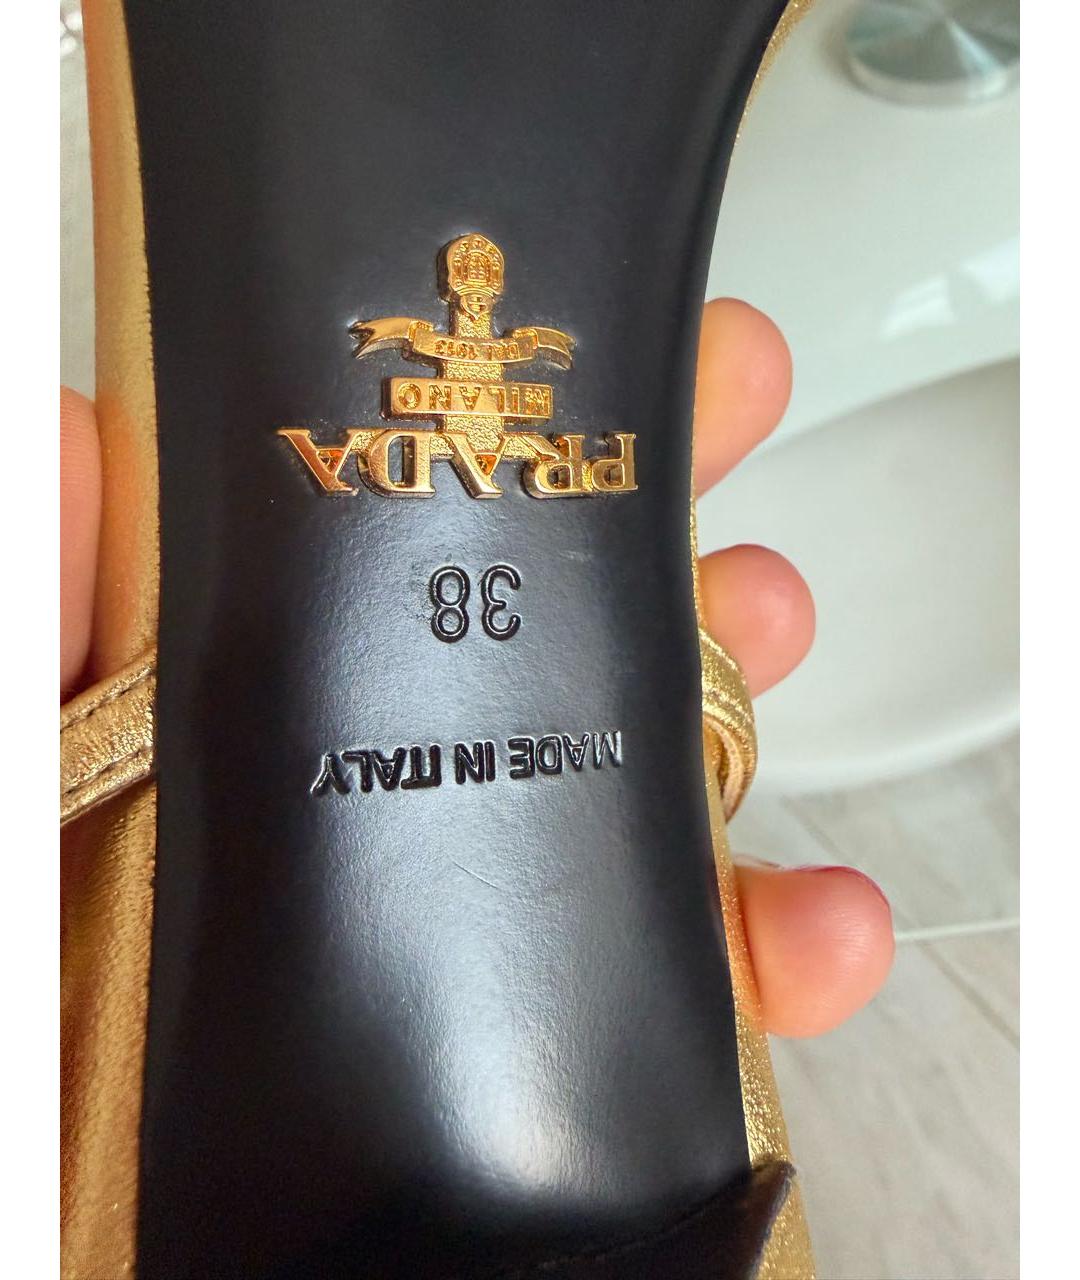 DAL 1913
MILANO
PRADA
38
MADE IN ITALY